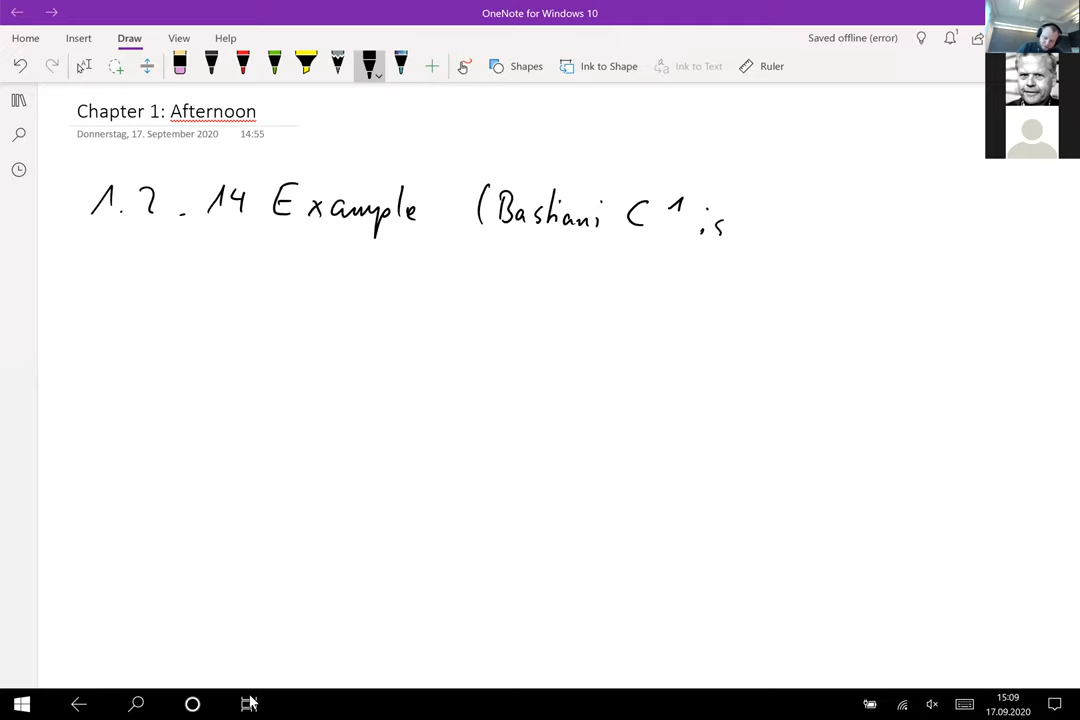 OneNote for Windows 10
Home Insert Draw View Help Saved offline (error)
Shapes Ink to Shape Ink to Text Ruler
Chapter 1: Afternoon
Donnerstag, 17. September 2020 14:55
1.2.14 Example (Bastiani C^1 is
15:09
17.09.2020